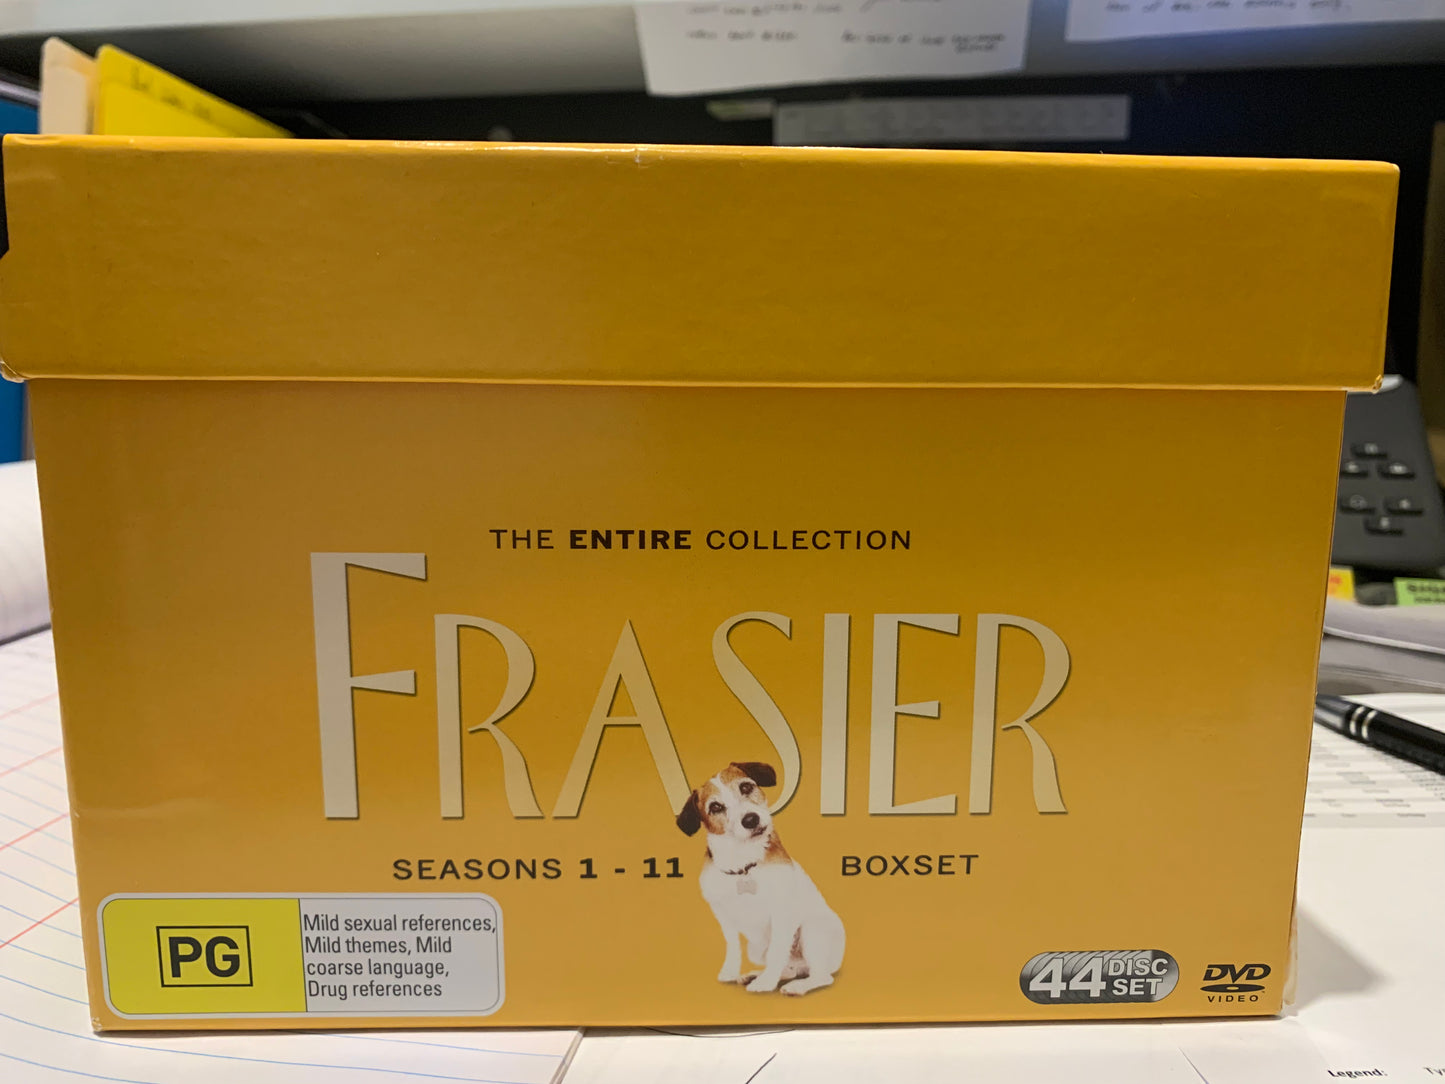 THE ENTIRE COLLECTION
FRASIER
SEASONS 1 - 11 BOXSET
PG
Mild sexual references,
Mild themes, Mild
coarse language,
Drug references
44 DISC
SET
DVD
VIDEO
Legend: